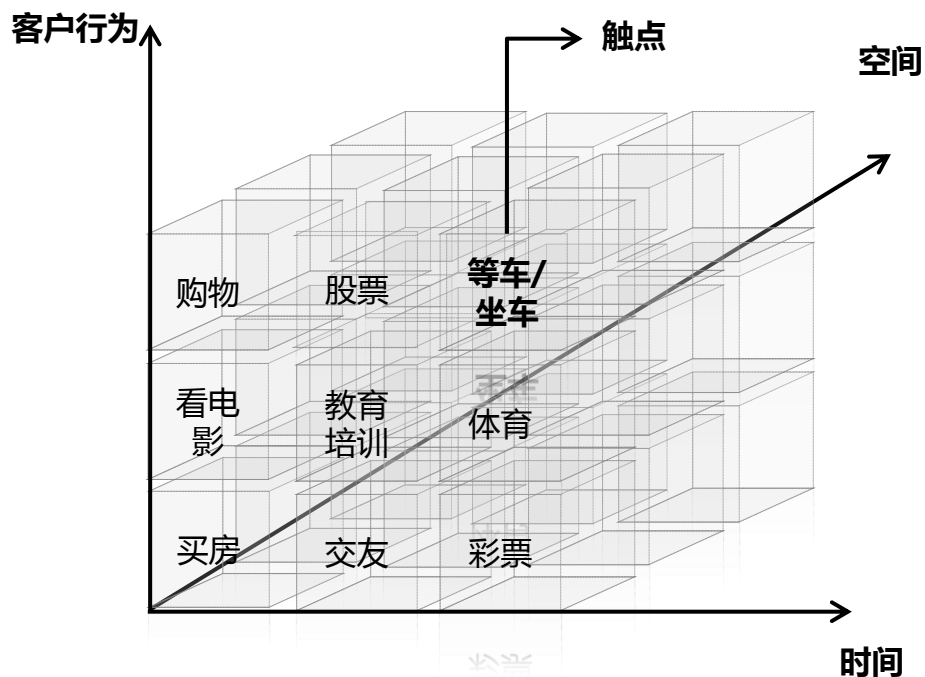 客户行为
触点
空间
购物
股票
等车/
坐车
看电
影
教育
培训
体育
买房
交友
彩票
时间